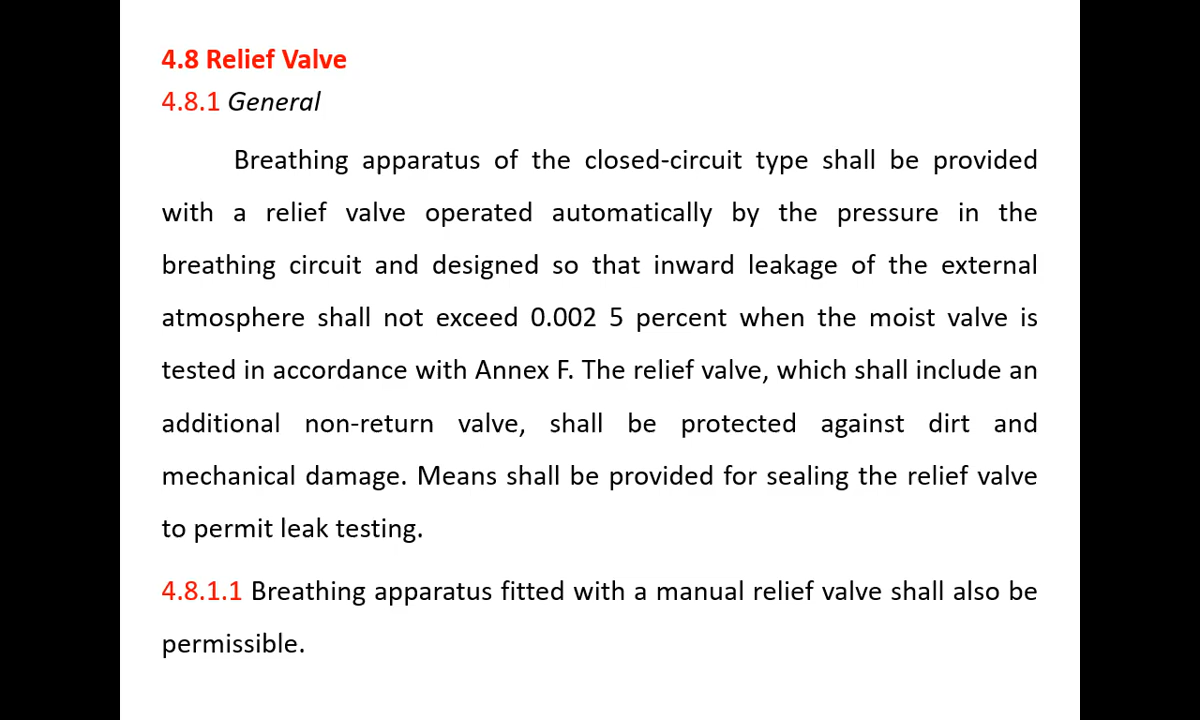 4.8 Relief Valve
4.8.1 General
Breathing apparatus of the closed-circuit type shall be provided
with a relief valve operated automatically by the pressure in the
breathing circuit and designed so that inward leakage of the external
atmosphere shall not exceed 0.002 5 percent when the moist valve is
tested in accordance with Annex F. The relief valve, which shall include an
additional non-return valve, shall be protected against dirt and
mechanical damage. Means shall be provided for sealing the relief valve
to permit leak testing.
4.8.1.1 Breathing apparatus fitted with a manual relief valve shall also be
permissible.